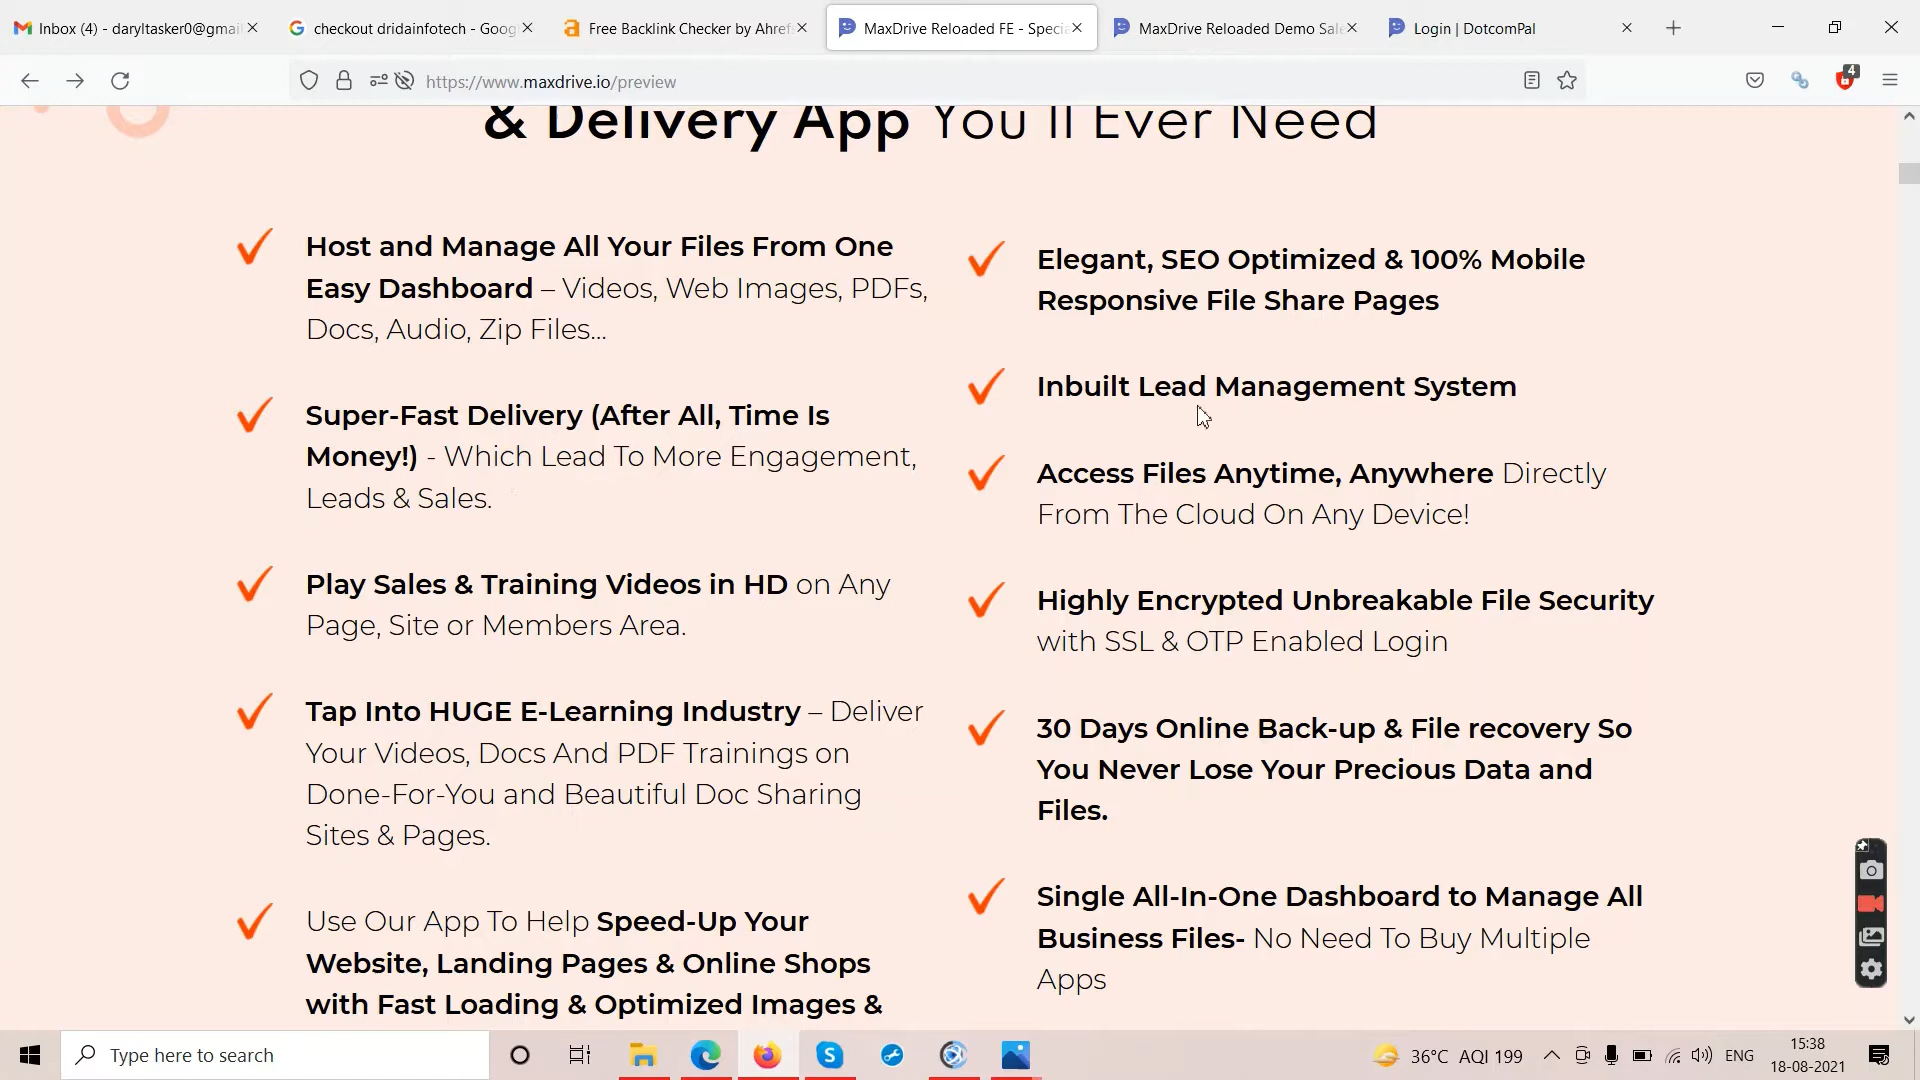 Inbox (4) - daryltasker0@gmai
checkout dridainfotech - Goog
Free Backlink Checker by Ahrefs
MaxDrive Reloaded FE - Specia
MaxDrive Reloaded Demo Sale
Login | DotcomPal
https://www.maxdrive.io/preview
4
& Delivery App You'll Ever Need
Host and Manage All Your Files From One
Easy Dashboard – Videos, Web Images, PDFs,
Docs, Audio, Zip Files...
Super-Fast Delivery (After All, Time Is
Money!) - Which Lead To More Engagement,
Leads & Sales.
Play Sales & Training Videos in HD on Any
Page, Site or Members Area.
Tap Into HUGE E-Learning Industry – Deliver
Your Videos, Docs And PDF Trainings on
Done-For-You and Beautiful Doc Sharing
Sites & Pages.
Use Our App To Help Speed-Up Your
Website, Landing Pages & Online Shops
with Fast Loading & Optimized Images &
Elegant, SEO Optimized & 100% Mobile
Responsive File Share Pages
Inbuilt Lead Management System
Access Files Anytime, Anywhere Directly
From The Cloud On Any Device!
Highly Encrypted Unbreakable File Security
with SSL & OTP Enabled Login
30 Days Online Back-up & File recovery So
You Never Lose Your Precious Data and
Files.
Single All-In-One Dashboard to Manage All
Business Files- No Need To Buy Multiple
Apps
Type here to search
36°C AQI 199
ENG
15:38
18-08-2021